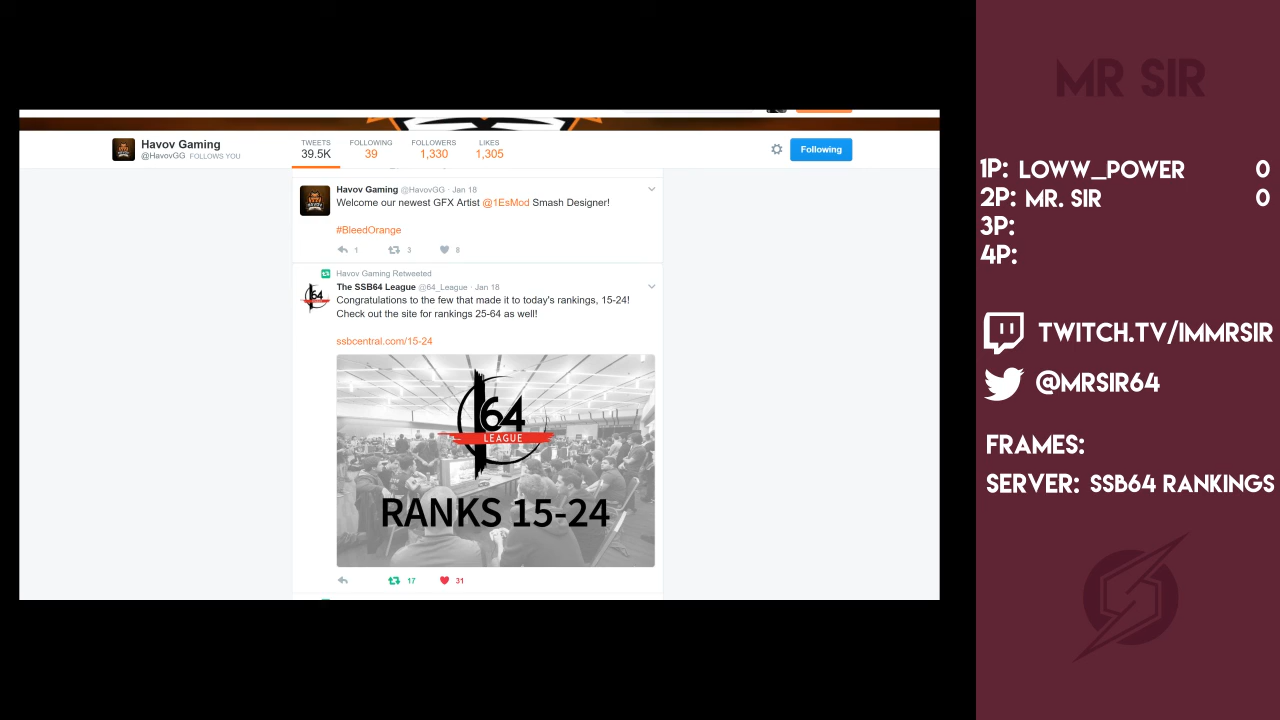 Havov Gaming
@HavovGG FOLLOWS YOU
TWEETS
39.5K
FOLLOWING
39
FOLLOWERS
1,330
LIKES
1,305
Following
Havov Gaming @HavovGG · Jan 18
Welcome our newest GFX Artist @1EsMod Smash Designer!
#BleedOrange
1 3 8
Havov Gaming Retweeted
The SSB64 League @64_League · Jan 18
Congratulations to the few that made it to today's rankings, 15-24!
Check out the site for rankings 25-64 as well!
ssbcentral.com/15-24
64
LEAGUE
RANKS 15-24
17 31
MR SIR
1P: LOWW_POWER 0
2P: MR. SIR 0
3P:
4P:
TWITCH.TV/IMMRSIR
@MRSIR64
FRAMES:
SERVER: SSB64 RANKINGS